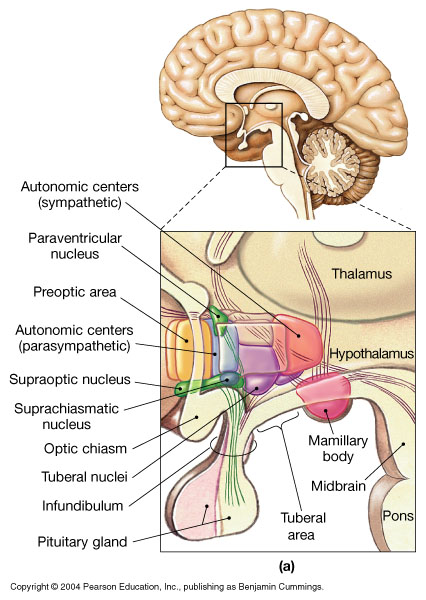 Autonomic centers
(sympathetic)
Paraventricular
nucleus
Preoptic area
Autonomic centers
(parasympathetic)
Supraoptic nucleus
Suprachiasmatic
nucleus
Optic chiasm
Tuberal nuclei
Infundibulum
Pituitary gland
Thalamus
Hypothalamus
Mamillary
body
Midbrain
Pons
Tuberal
area
(a)
Copyright © 2004 Pearson Education, Inc., publishing as Benjamin Cummings.